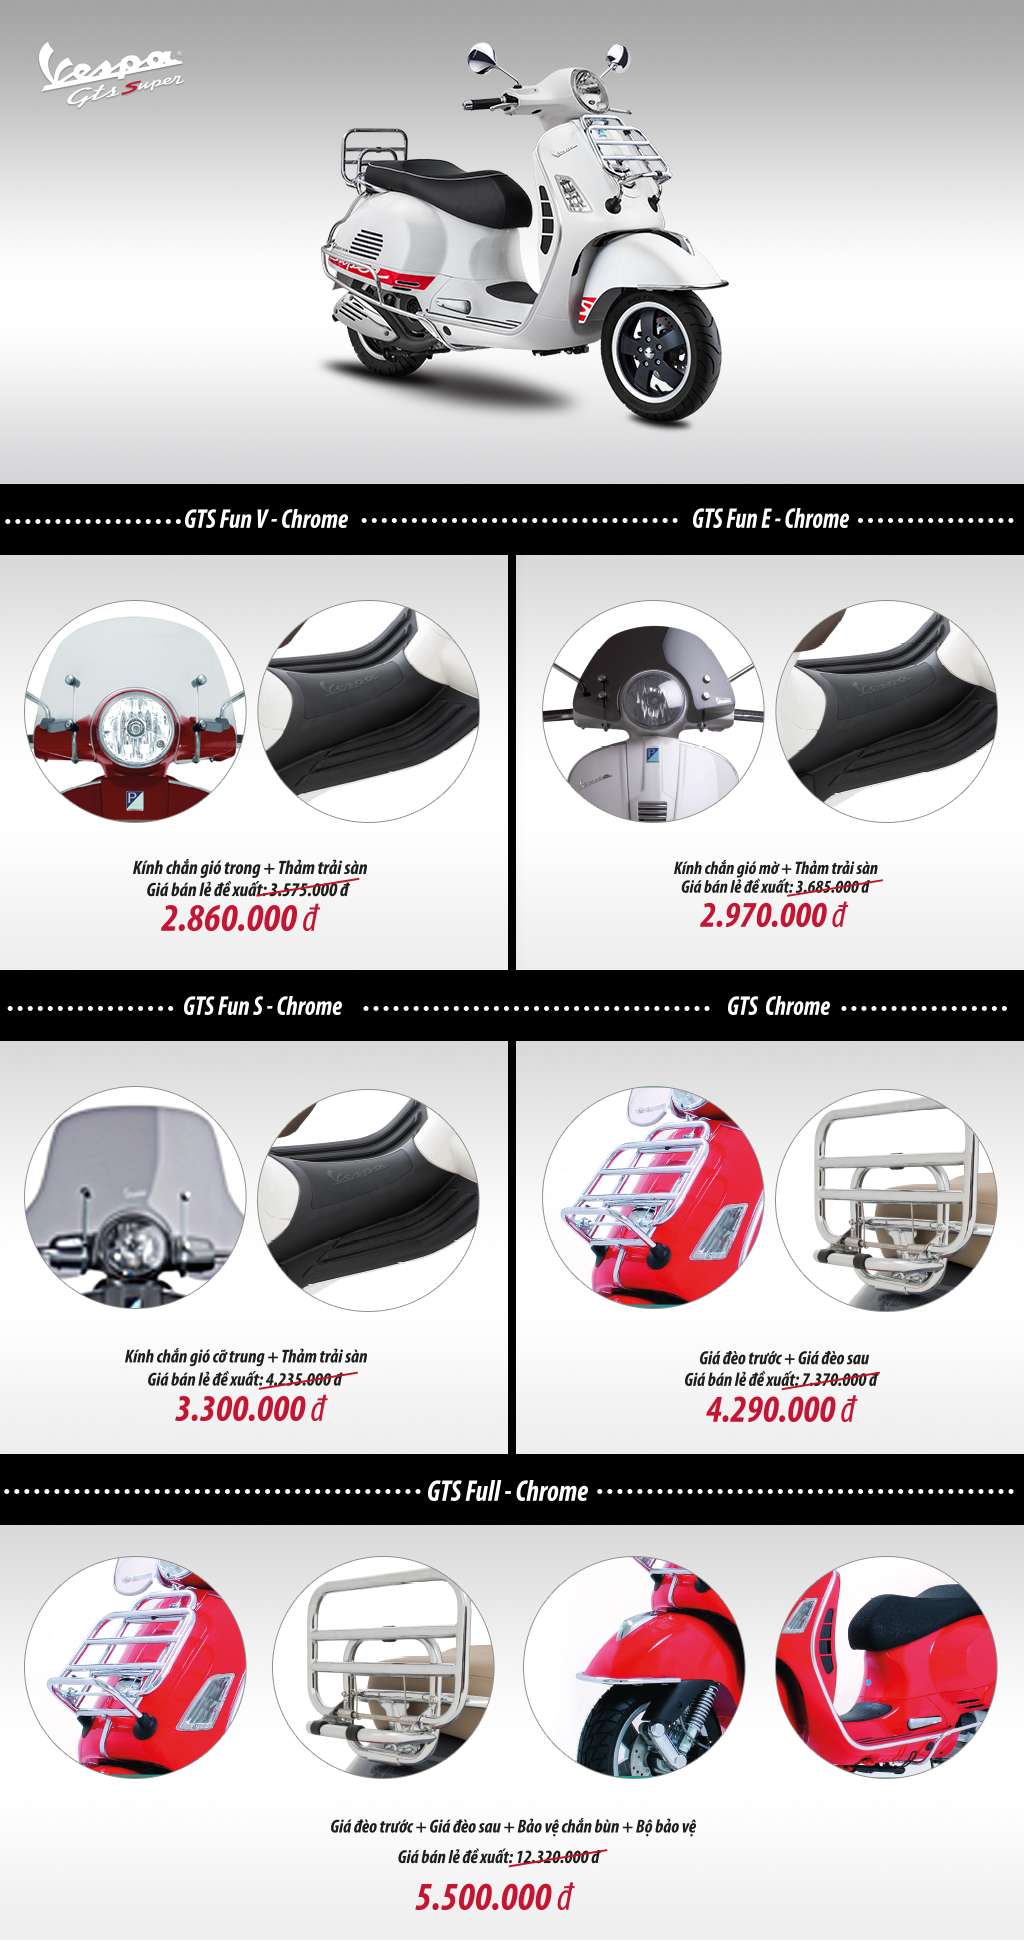 Vespa
Gts Super
GTS Fun V - Chrome
GTS Fun E - Chrome
Kính chắn gió trong + Thảm trải sàn
Giá bán lẻ đề xuất: 3.575.000 đ
2.860.000 đ
Kính chắn gió mờ + Thảm trải sàn
Giá bán lẻ đề xuất: 3.685.000 đ
2.970.000 đ
GTS Fun S - Chrome
GTS Chrome
Kính chắn gió cỡ trung + Thảm trải sàn
Giá bán lẻ đề xuất: 4.235.000 đ
3.300.000 đ
Giá đèo trước + Giá đèo sau
Giá bán lẻ đề xuất: 7.370.000 đ
4.290.000 đ
GTS Full - Chrome
Giá đèo trước + Giá đèo sau + Bảo vệ chắn bùn + Bộ bảo vệ
Giá bán lẻ đề xuất: 12.320.000 đ
5.500.000 đ